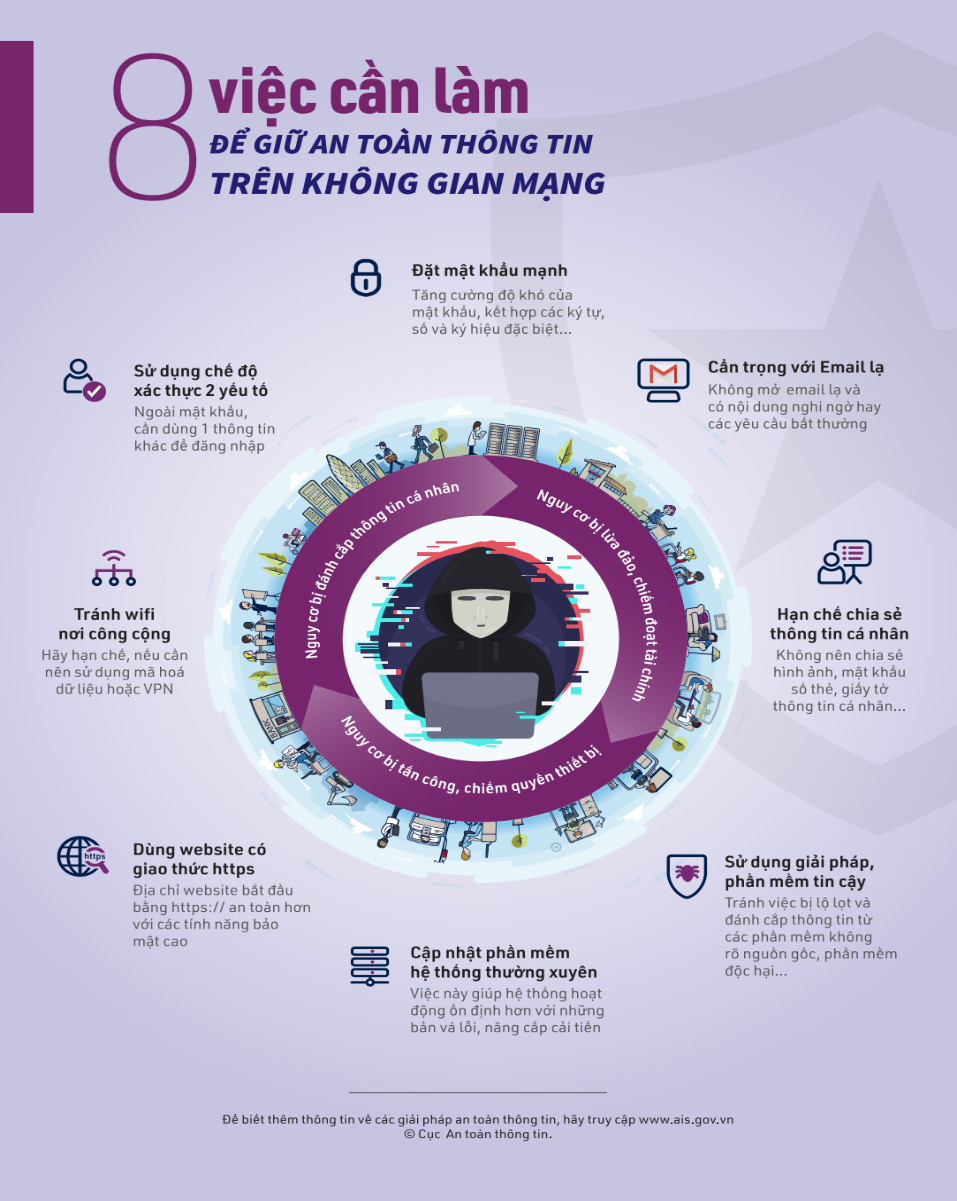 8 việc cần làm
ĐỂ GIỮ AN TOÀN THÔNG TIN
TRÊN KHÔNG GIAN MẠNG
Đặt mật khẩu mạnh
Tăng cường độ khó của
mật khẩu, kết hợp các ký tự,
số và ký hiệu đặc biệt...
Cẩn trọng với Email lạ
Không mở email lạ và
có nội dung nghi ngờ hay
các yêu cầu bất thường
Hạn chế chia sẻ
thông tin cá nhân
Không nên chia sẻ
hình ảnh, mật khẩu
số thẻ, giấy tờ
thông tin cá nhân...
Sử dụng giải pháp,
phần mềm tin cậy
Tránh việc bị lộ lọt và
đánh cắp thông tin từ
các phần mềm không
rõ nguồn gốc, phần mềm
độc hại...
Cập nhật phần mềm
hệ thống thường xuyên
Việc này giúp hệ thống hoạt
động ổn định hơn với những
bản vá lỗi, nâng cấp cải tiến
https
Dùng website có
giao thức https
Địa chỉ website bắt đầu
bằng https:// an toàn hơn
với các tính năng bảo
mật cao
Tránh wifi
nơi công cộng
Hãy hạn chế, nếu cần
nên sử dụng mã hoá
dữ liệu hoặc VPN
Sử dụng chế độ
xác thực 2 yếu tố
Ngoài mật khẩu,
cần dùng 1 thông tin
khác để đăng nhập
Nguy cơ bị đánh cắp thông tin cá nhân
Nguy cơ bị lừa đảo, chiếm đoạt tài chính
Nguy cơ bị tấn công, chiếm quyền thiết bị
BANK
Để biết thêm thông tin về các giải pháp an toàn thông tin, hãy truy cập www.ais.gov.vn
© Cục An toàn thông tin.